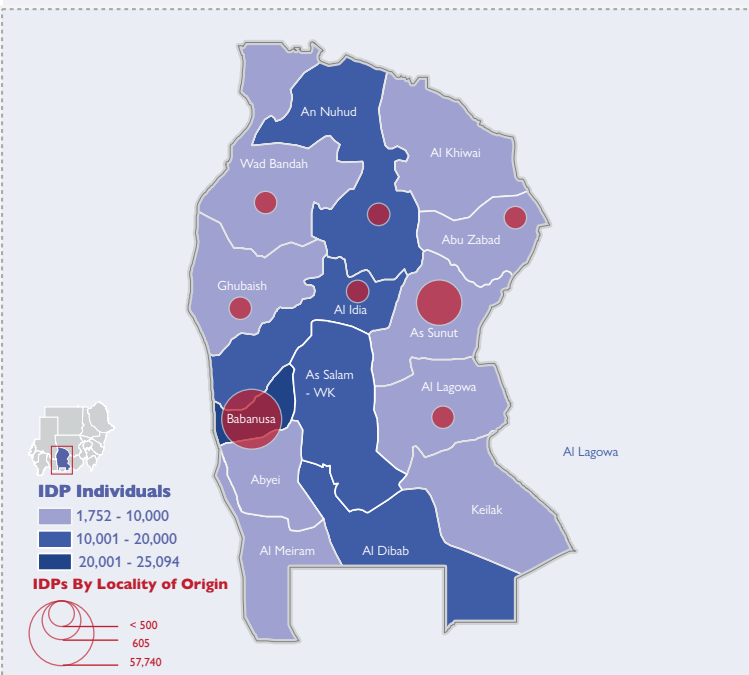 An Nuhud
Al Khiwai
Wad Bandah
Abu Zabad
Ghubaish
Al Idia
As Sunut
As Salam
- WK
Al Lagowa
Babanusa
Al Lagowa
Abyei
Keilak
Al Meiram
Al Dibab
IDP Individuals
1,752 - 10,000
10,001 - 20,000
20,001 - 25,094
IDPs By Locality of Origin
< 500
605
57,740